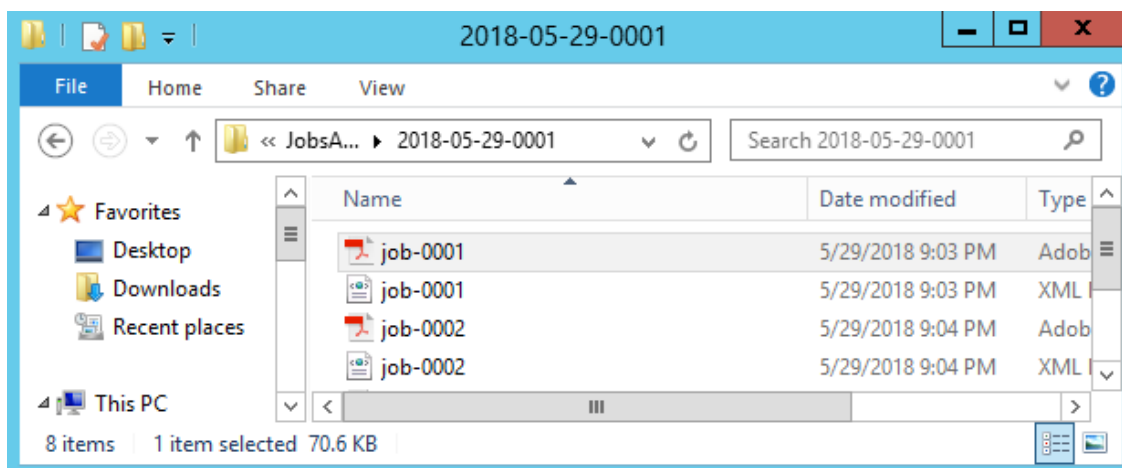 2018-05-29-0001
File Home Share View
« JobsA... 2018-05-29-0001 Search 2018-05-29-0001
Name Date modified Type
Favorites
Desktop
Downloads
Recent places
This PC
job-0001 5/29/2018 9:03 PM Adob
job-0001 5/29/2018 9:03 PM XML
job-0002 5/29/2018 9:04 PM Adob
job-0002 5/29/2018 9:04 PM XML
8 items 1 item selected 70.6 KB